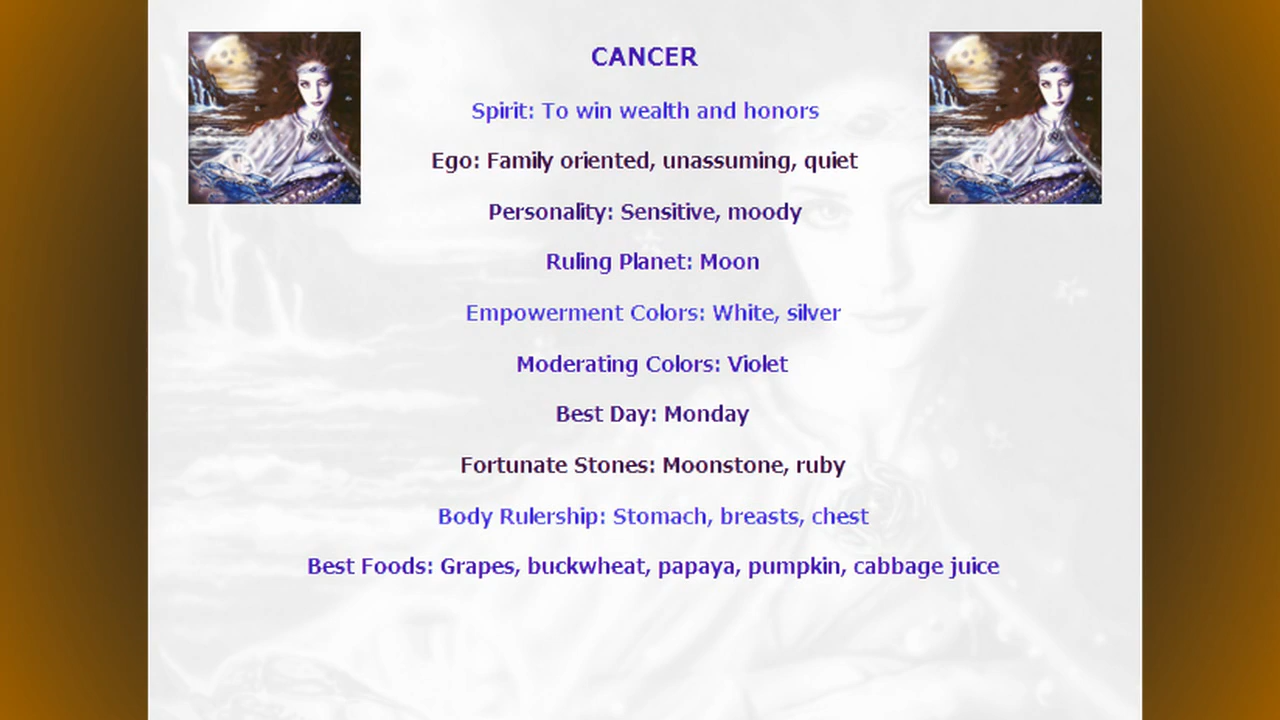 CANCER
Spirit: To win wealth and honors
Ego: Family oriented, unassuming, quiet
Personality: Sensitive, moody
Ruling Planet: Moon
Empowerment Colors: White, silver
Moderating Colors: Violet
Best Day: Monday
Fortunate Stones: Moonstone, ruby
Body Rulership: Stomach, breasts, chest
Best Foods: Grapes, buckwheat, papaya, pumpkin, cabbage juice